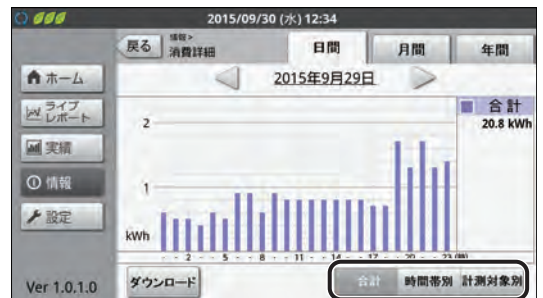 2015/09/30 (水) 12:34
戻る
情報>
消費詳細
日間
月間
年間
2015年9月29日
ホーム
ライブ
レポート
実績
情報
設定
Ver 1.0.1.0
合計
20.8 kWh
2
1
kWh
- - 2 - - 5 - - 8 - - 11 - - 14 - - 17 - - 20 - - 23 (時)
ダウンロード
合計
時間帯別
計測対象別